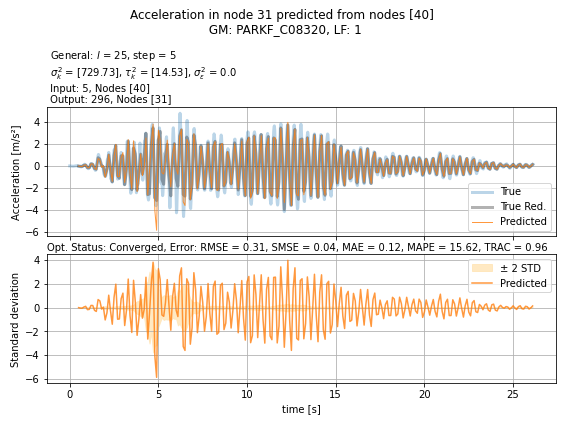 Acceleration in node 31 predicted from nodes [40]
GM: PARKF_C08320, LF: 1
General: l = 25, step = 5
σ²ₖ = [729.73], τ²ₖ = [14.53], σ²ε = 0.0
Input: 5, Nodes [40]
Output: 296, Nodes [31]
Acceleration [m/s²]
4
2
0
−2
−4
−6
True
True Red.
Predicted
Opt. Status: Converged, Error: RMSE = 0.31, SMSE = 0.04, MAE = 0.12, MAPE = 15.62, TRAC = 0.96
Standard deviation
4
2
0
−2
−4
−6
± 2 STD
Predicted
0 5 10 15 20 25
time [s]